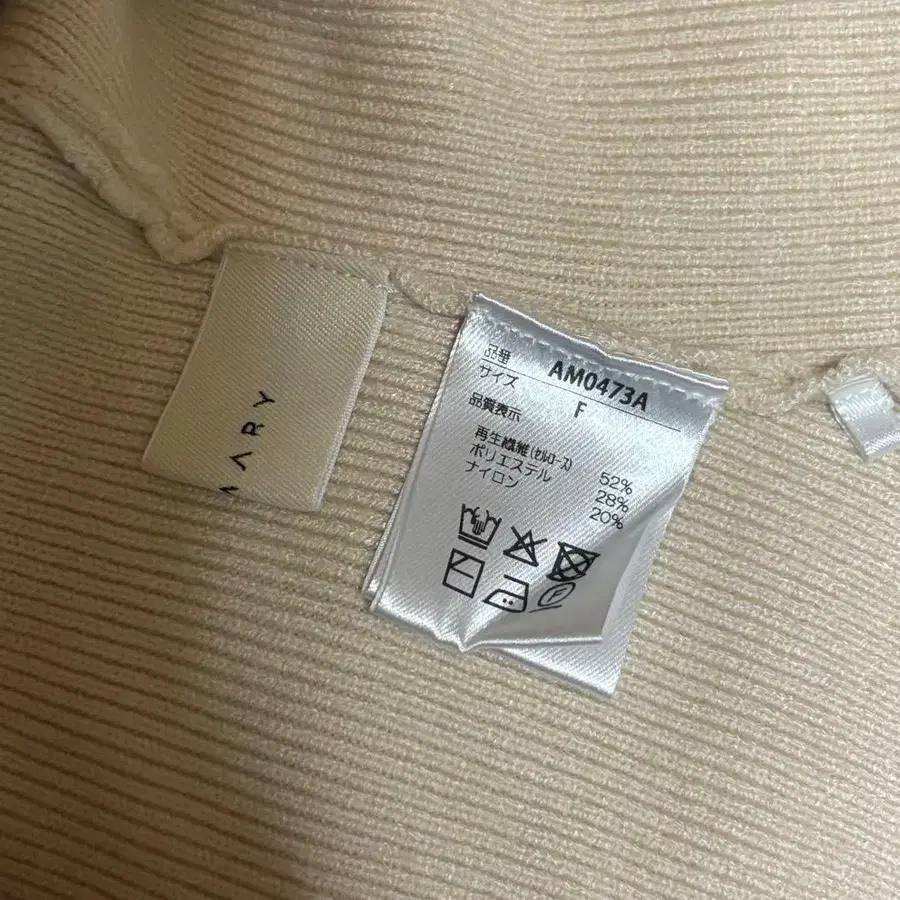 ARY
品番 AM0473A
サイズ F
品質表示
再生繊維(セルロース) 52%
ポリエステル 28%
ナイロン 20%
F